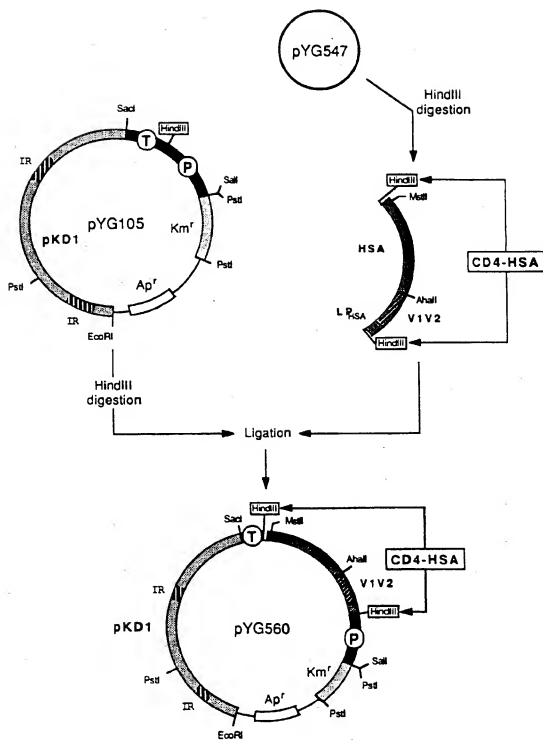 pYG547
HindIII
digestion
SacI
HindIII
T
P
SalI
PstI
IR
pYG105
Km^r
pKD1
PstI
PstI
Ap^r
IR
EcoRI
HindIII
MstII
HSA
CD4-HSA
AhaII
LP HSA
V1V2
HindIII
HindIII
digestion
Ligation
HindIII
SacI
MstII
T
AhaII
CD4-HSA
V1V2
IR
HindIII
pKD1
pYG560
P
SalI
Km^r
PstI
PstI
IR
Ap^r
PstI
EcoRI